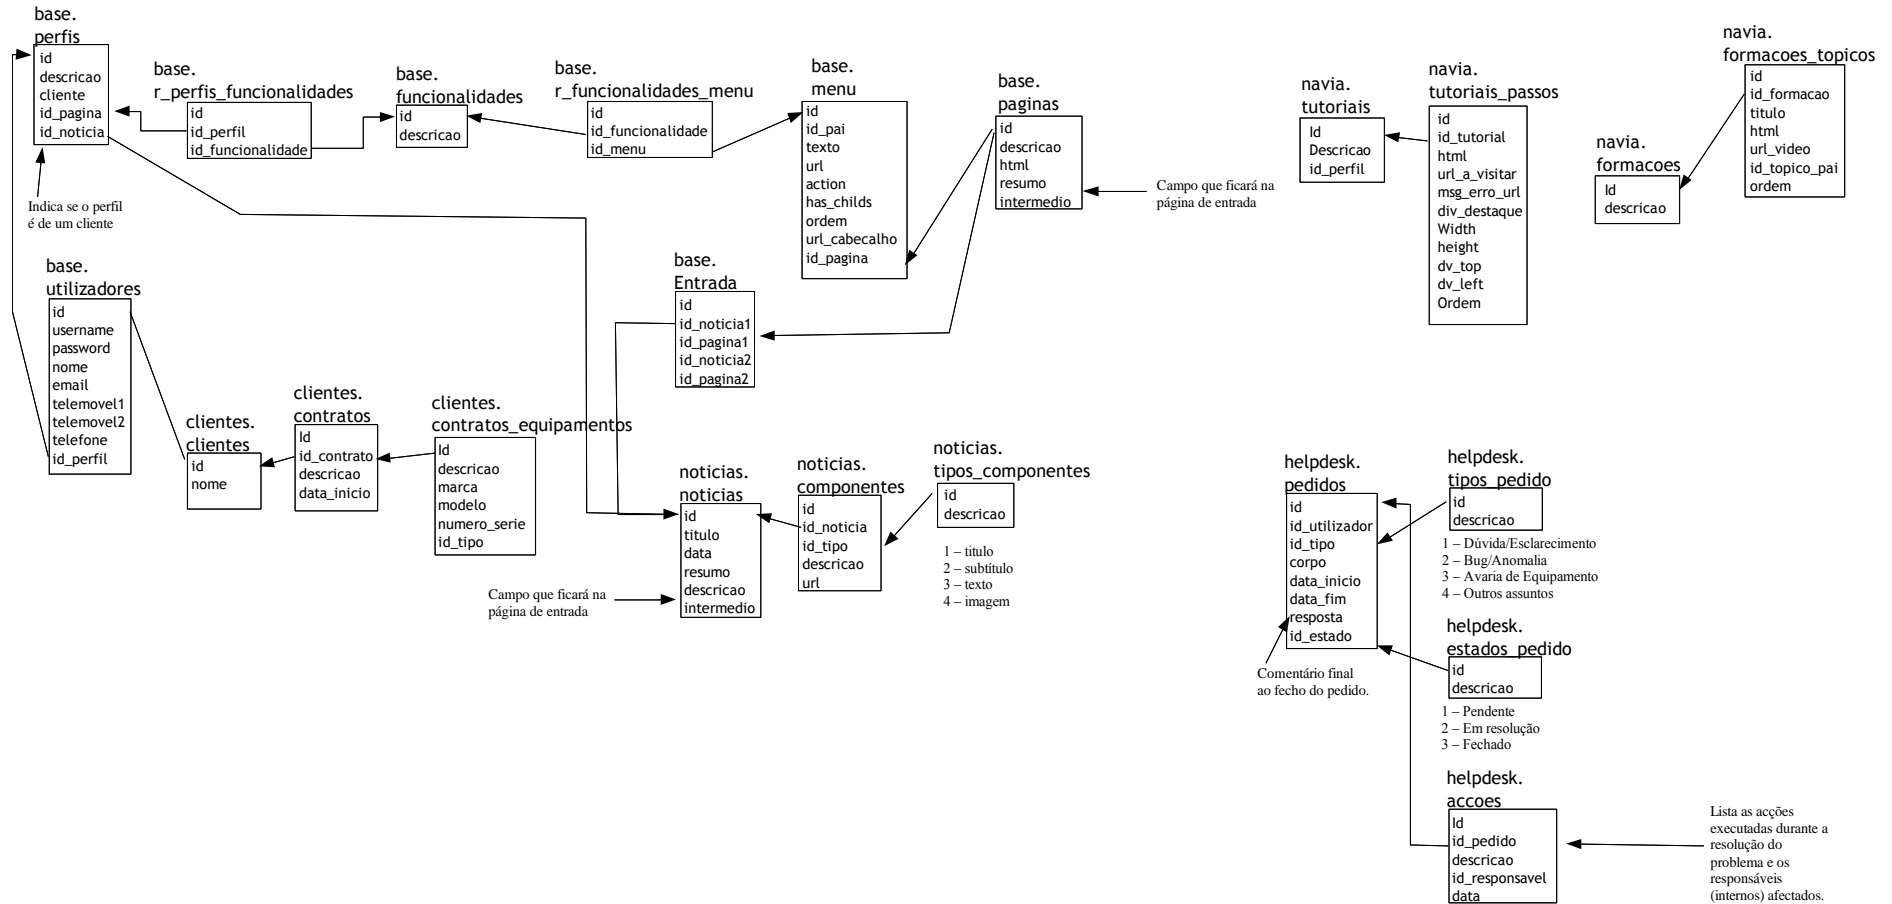 base.
perfis
id
descricao
cliente
id_pagina
id_noticia
Indica se o perfil
é de um cliente
base.
r_perfis_funcionalidades
id
id_perfil
id_funcionalidade
base.
funcionalidades
id
descricao
base.
r_funcionalidades_menu
id
id_funcionalidade
id_menu
base.
menu
id
id_pai
texto
url
action
has_childs
ordem
url_cabecalho
id_pagina
base.
paginas
id
descricao
html
resumo
intermedio
Campo que ficará na
página de entrada
navia.
tutoriais
Id
Descricao
id_perfil
navia.
tutoriais_passos
id
id_tutorial
html
url_a_visitar
msg_erro_url
div_destaque
Width
height
dv_top
dv_left
Ordem
navia.
formacoes
Id
descricao
navia.
formacoes_topicos
id
id_formacao
titulo
html
url_video
id_topico_pai
ordem
base.
utilizadores
id
username
password
nome
email
telemovel1
telemovel2
telefone
id_perfil
clientes.
clientes
id
nome
clientes.
contratos
Id
id_contrato
descricao
data_inicio
clientes.
contratos_equipamentos
Id
descricao
marca
modelo
numero_serie
id_tipo
base.
Entrada
id
id_noticia1
id_pagina1
id_noticia2
id_pagina2
noticias.
noticias
id
titulo
data
resumo
descricao
intermedio
Campo que ficará na
página de entrada
noticias.
componentes
id
id_noticia
id_tipo
descricao
url
noticias.
tipos_componentes
id
descricao
1 – titulo
2 – subtítulo
3 – texto
4 – imagem
helpdesk.
pedidos
id
id_utilizador
id_tipo
corpo
data_inicio
data_fim
resposta
id_estado
Comentário final
ao fecho do pedido.
helpdesk.
tipos_pedido
id
descricao
1 – Dúvida/Esclarecimento
2 – Bug/Anomalia
3 – Avaria de Equipamento
4 – Outros assuntos
helpdesk.
estados_pedido
id
descricao
1 – Pendente
2 – Em resolução
3 – Fechado
helpdesk.
accoes
Id
id_pedido
descricao
id_responsavel
data
Lista as acções
executadas durante a
resolução do
problema e os
responsáveis
(internos) afectados.